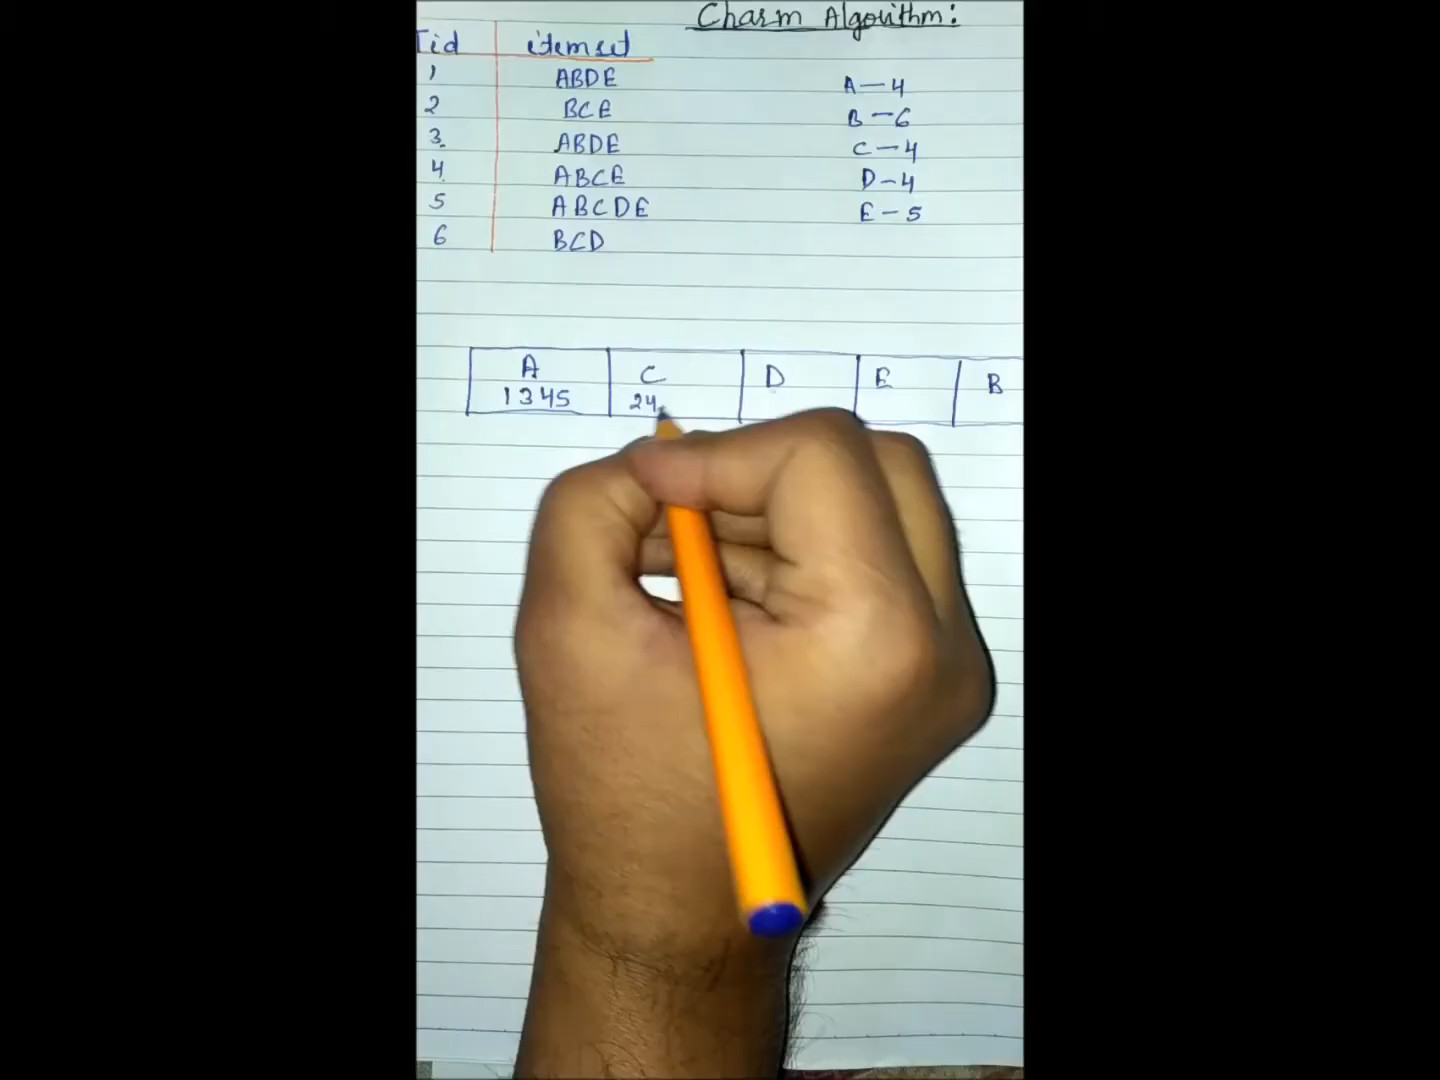 Charm Algorithm:
Tid itemset
1 ABDE A-4
2 BCE B-6
3. ABDE C-4
4. ABCE D-4
5 ABCDE E-5
6 BCD
A C D E B
1345 24